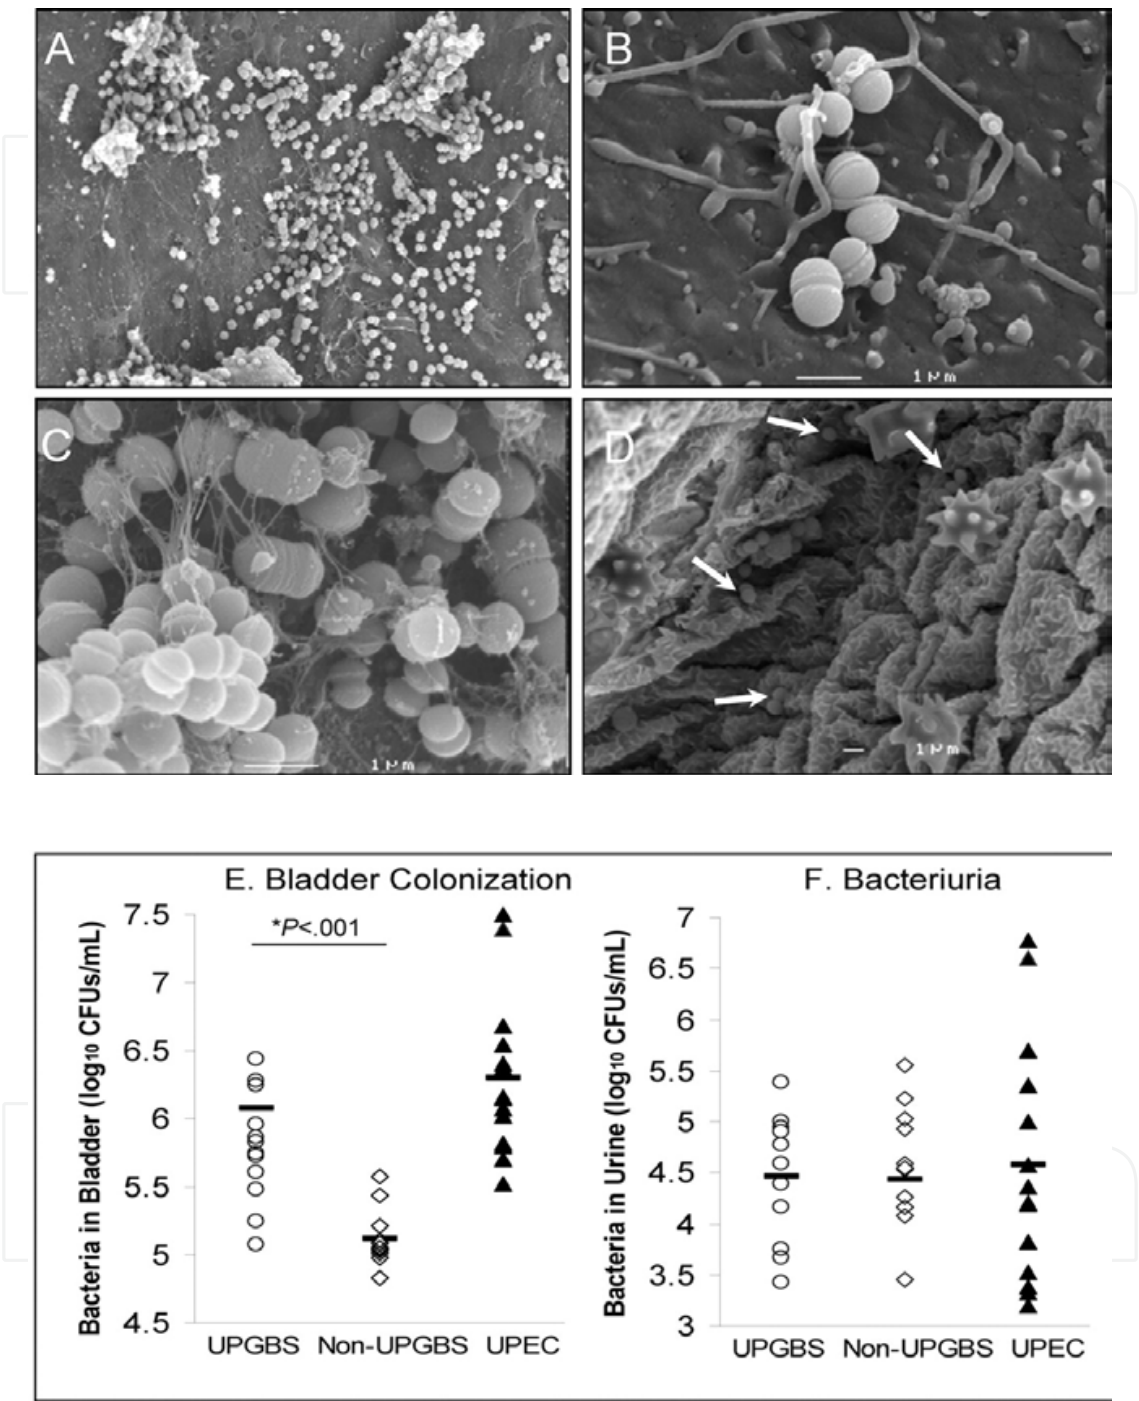 A
B
1 µm
C
1 µm
D
1 µm
E. Bladder Colonization
*P<.001
Bacteria in Bladder (log10 CFUs/mL)
7.5
7
6.5
6
5.5
5
4.5
UPGBS Non-UPGBS UPEC
F. Bacteriuria
Bacteria in Urine (log10 CFUs/mL)
7
6.5
6
5.5
5
4.5
4
3.5
3
UPGBS Non-UPGBS UPEC